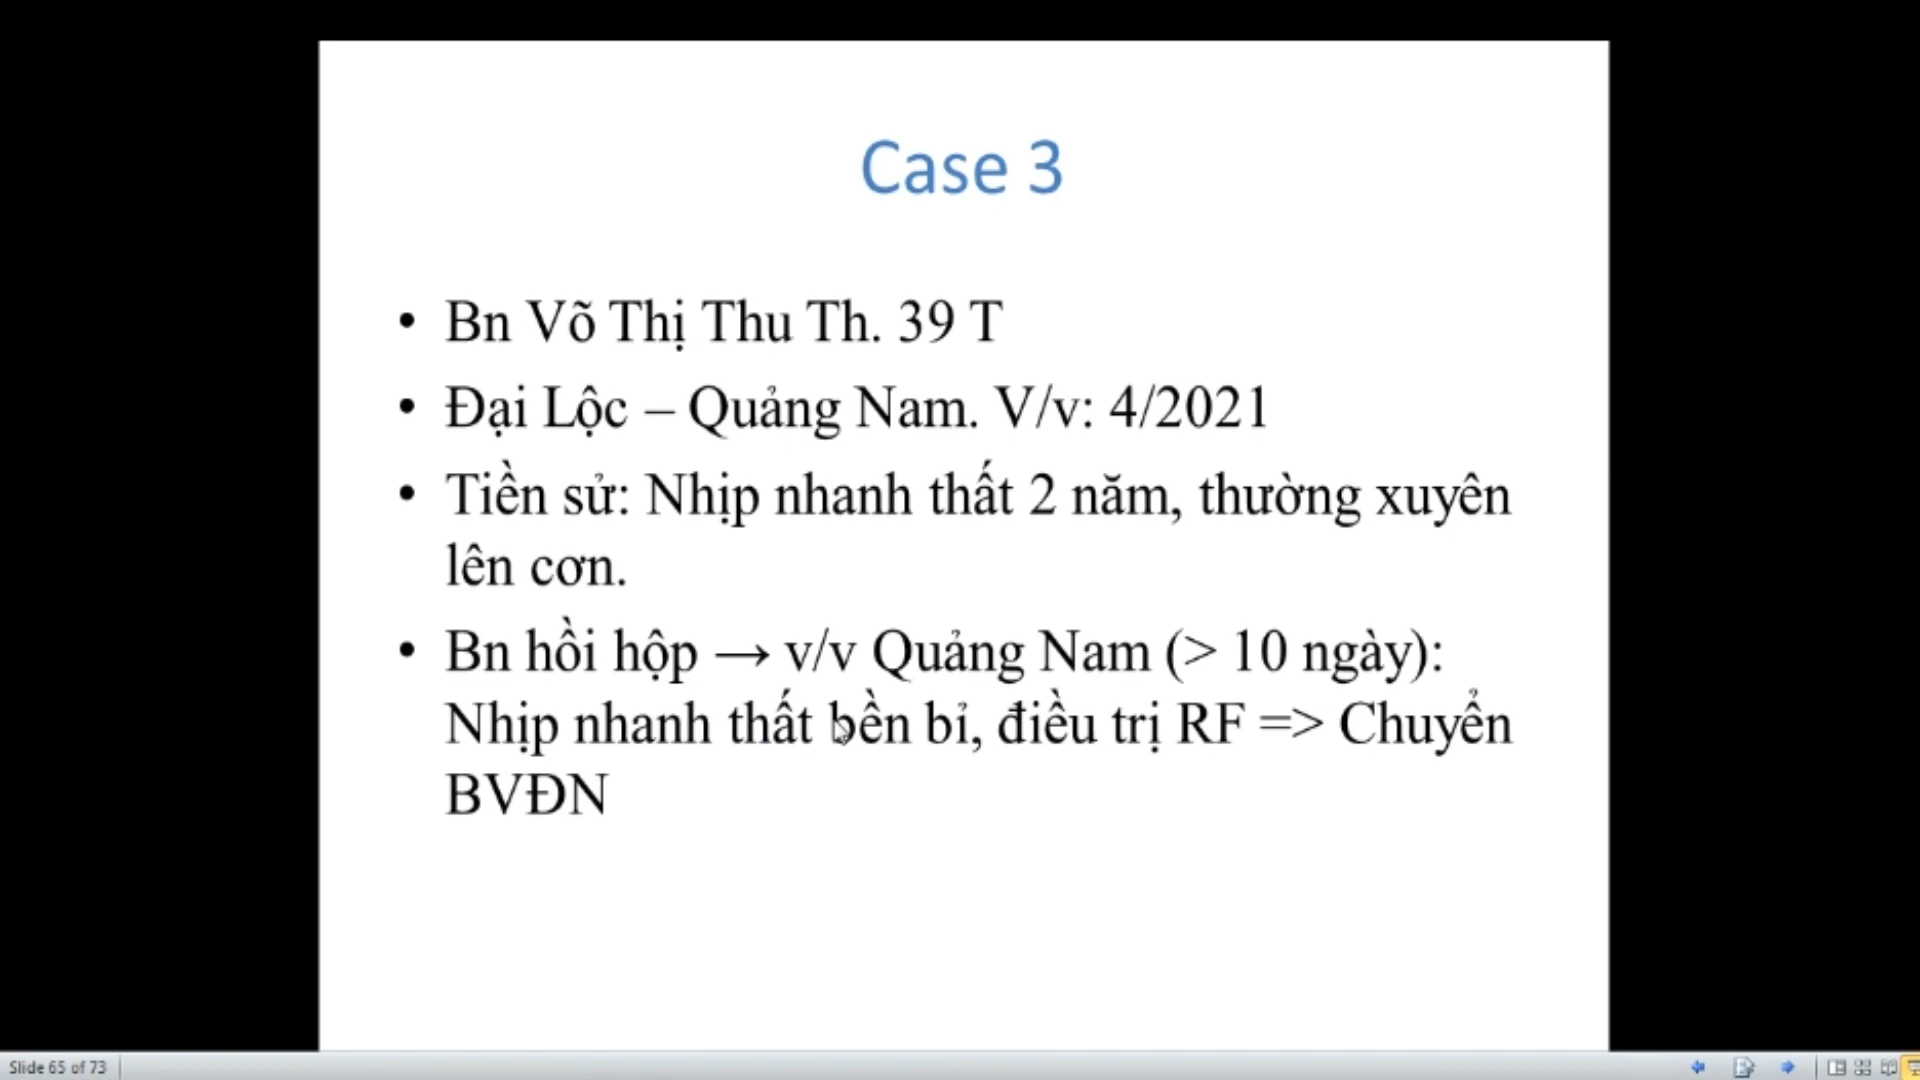 Case 3
• Bn Võ Thị Thu Th. 39 T
• Đại Lộc – Quảng Nam. V/v: 4/2021
• Tiền sử: Nhịp nhanh thất 2 năm, thường xuyên
lên cơn.
• Bn hồi hộp → v/v Quảng Nam (> 10 ngày):
Nhịp nhanh thất bền bỉ, điều trị RF => Chuyển
BVĐN
Slide 65 of 73